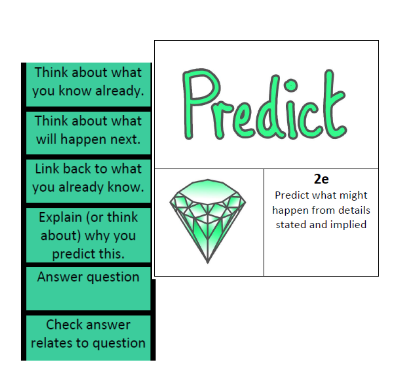 Think about what
you know already.
Think about what
will happen next.
Link back to what
you already know.
Explain (or think
about) why you
predict this.
Answer question
Check answer
relates to question
Predict
2e
Predict what might
happen from details
stated and implied